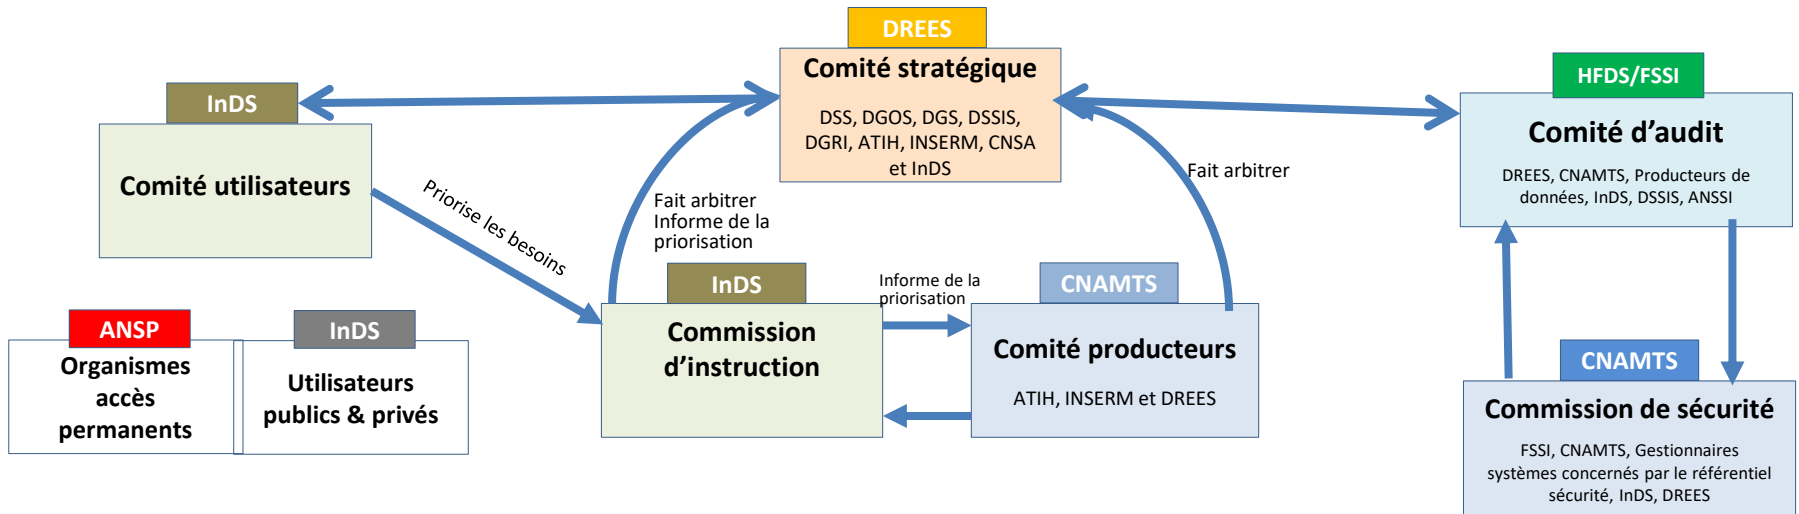 DREES
Comité stratégique
DSS, DGOS, DGS, DSSIS,
DGRI, ATIH, INSERM, CNSA
et InDS
HFDS/FSSI
Comité d’audit
DREES, CNAMTS, Producteurs de
données, InDS, DSSIS, ANSSI
InDS
Comité utilisateurs
Priorise les besoins
Fait arbitrer
Informe de la
priorisation
Fait arbitrer
InDS
Commission
d’instruction
Informe de la
priorisation
CNAMTS
Comité producteurs
ATIH, INSERM et DREES
ANSP
Organismes
accès
permanents
InDS
Utilisateurs
publics & privés
CNAMTS
Commission de sécurité
FSSI, CNAMTS, Gestionnaires
systèmes concernés par le référentiel
sécurité, InDS, DREES